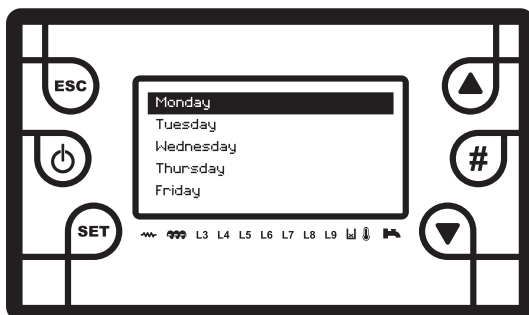 ESC
Monday
Tuesday
Wednesday
Thursday
Friday
#
SET
L3 L4 L5 L6 L7 L8 L9